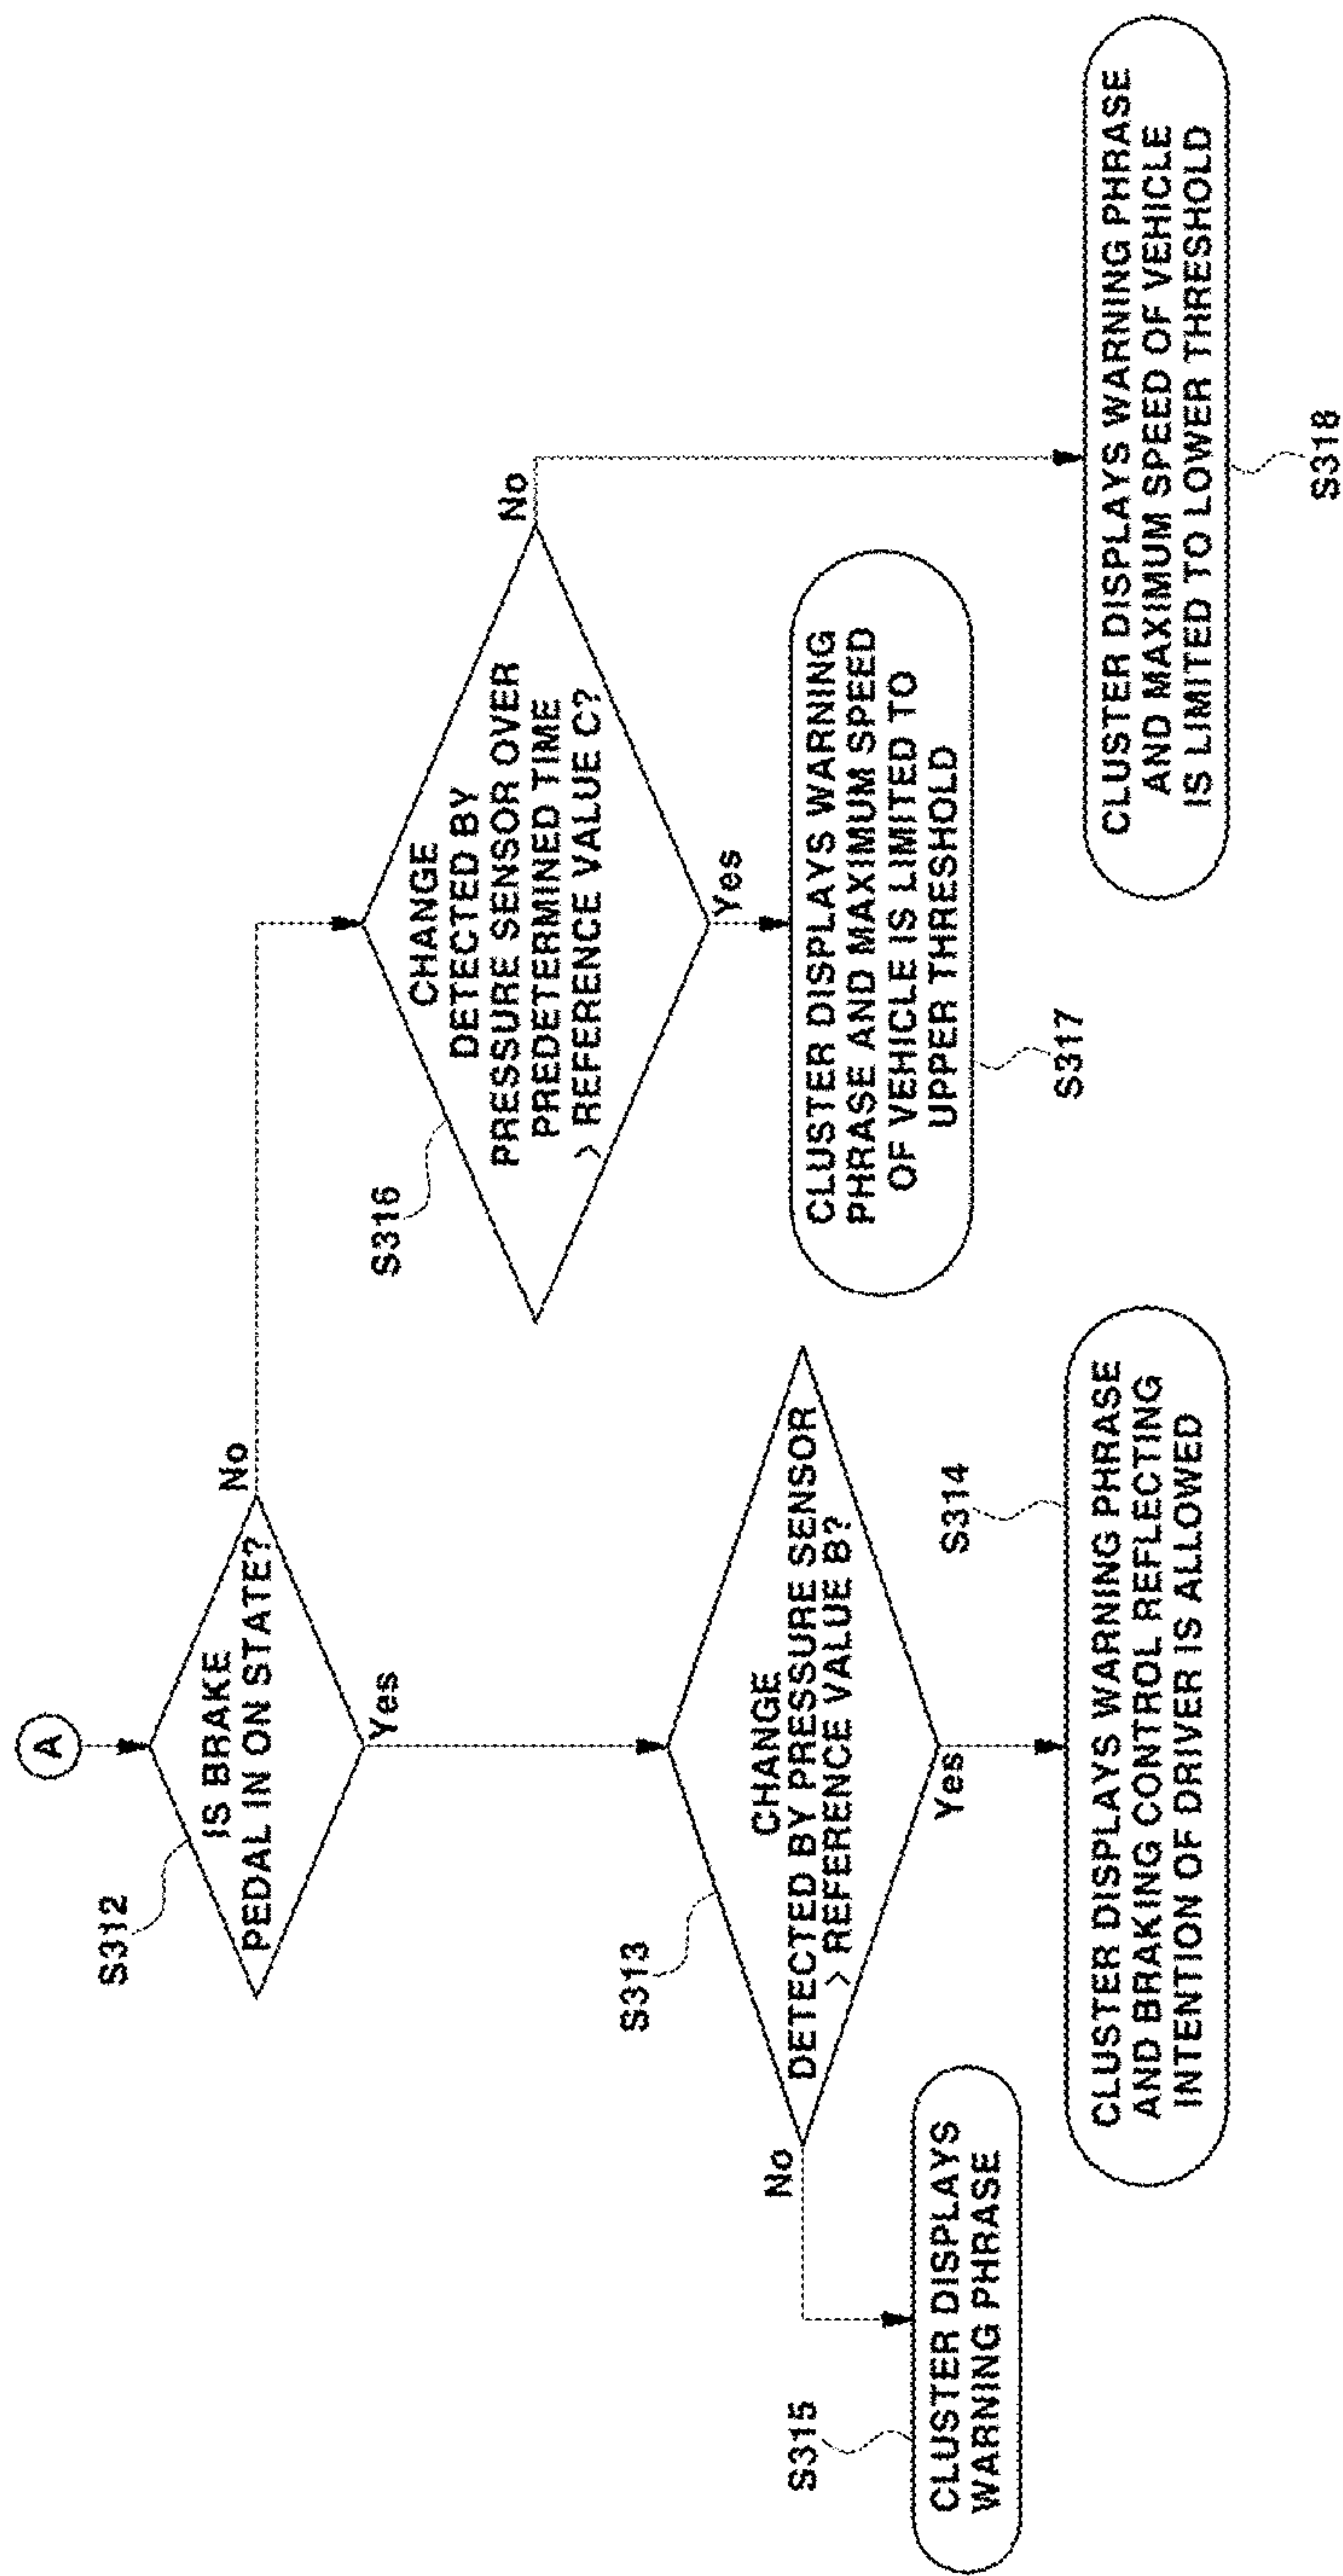 A
S312
IS BRAKE
PEDAL IN ON STATE?
No
Yes
S313
CHANGE
DETECTED BY PRESSURE SENSOR
> REFERENCE VALUE B?
No
Yes
S315
CLUSTER DISPLAYS
WARNING PHRASE
S314
CLUSTER DISPLAYS WARNING PHRASE
AND BRAKING CONTROL REFLECTING
INTENTION OF DRIVER IS ALLOWED
S316
CHANGE
DETECTED BY
PRESSURE SENSOR OVER
PREDETERMINED TIME
> REFERENCE VALUE C?
No
Yes
CLUSTER DISPLAYS WARNING
PHRASE AND MAXIMUM SPEED
OF VEHICLE IS LIMITED TO
UPPER THRESHOLD
S317
CLUSTER DISPLAYS WARNING PHRASE
AND MAXIMUM SPEED OF VEHICLE
IS LIMITED TO LOWER THRESHOLD
S318